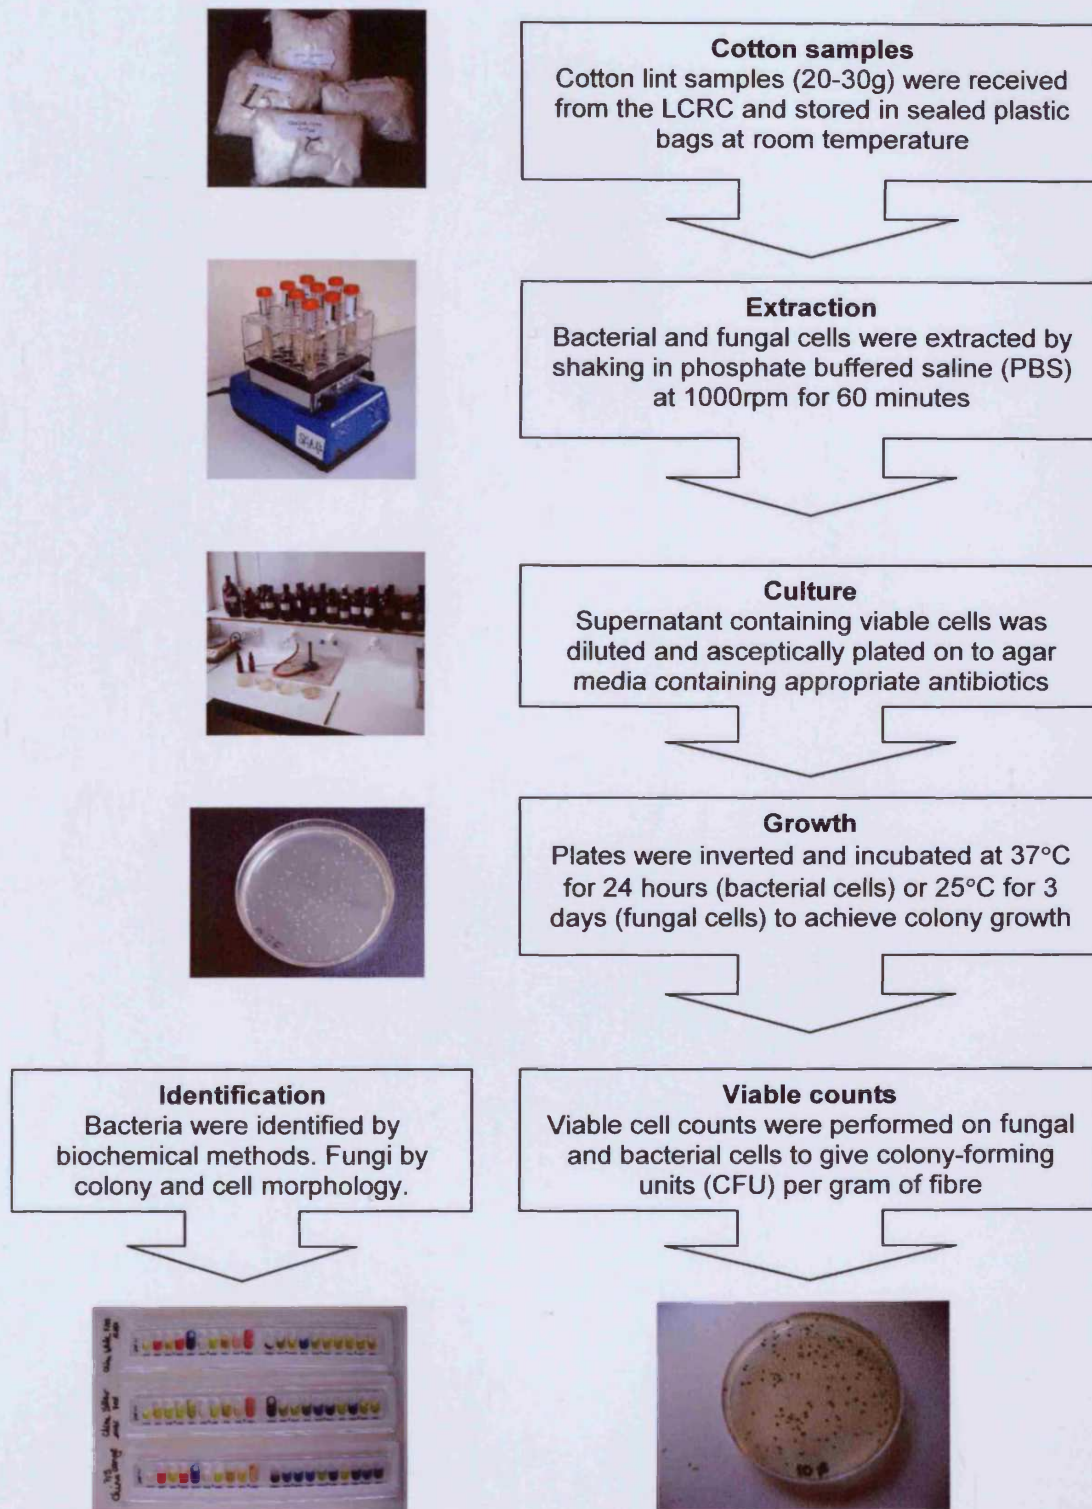 Cotton samples
Cotton lint samples (20-30g) were received
from the LCRC and stored in sealed plastic
bags at room temperature
Extraction
Bacterial and fungal cells were extracted by
shaking in phosphate buffered saline (PBS)
at 1000rpm for 60 minutes
Culture
Supernatant containing viable cells was
diluted and asceptically plated on to agar
media containing appropriate antibiotics
Growth
Plates were inverted and incubated at 37°C
for 24 hours (bacterial cells) or 25°C for 3
days (fungal cells) to achieve colony growth
Identification
Bacteria were identified by
biochemical methods. Fungi by
colony and cell morphology.
Viable counts
Viable cell counts were performed on fungal
and bacterial cells to give colony-forming
units (CFU) per gram of fibre